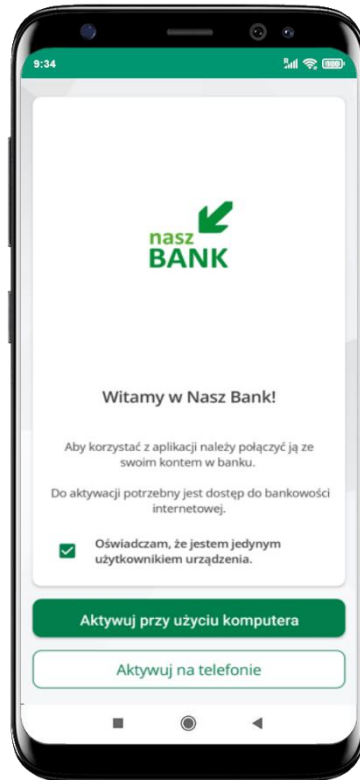 9:34
nasz
BANK
Witamy w Nasz Bank!
Aby korzystać z aplikacji należy połączyć ją ze
swoim kontem w banku.
Do aktywacji potrzebny jest dostęp do bankowości
internetowej.
Oświadczam, że jestem jedynym
użytkownikiem urządzenia.
Aktywuj przy użyciu komputera
Aktywuj na telefonie